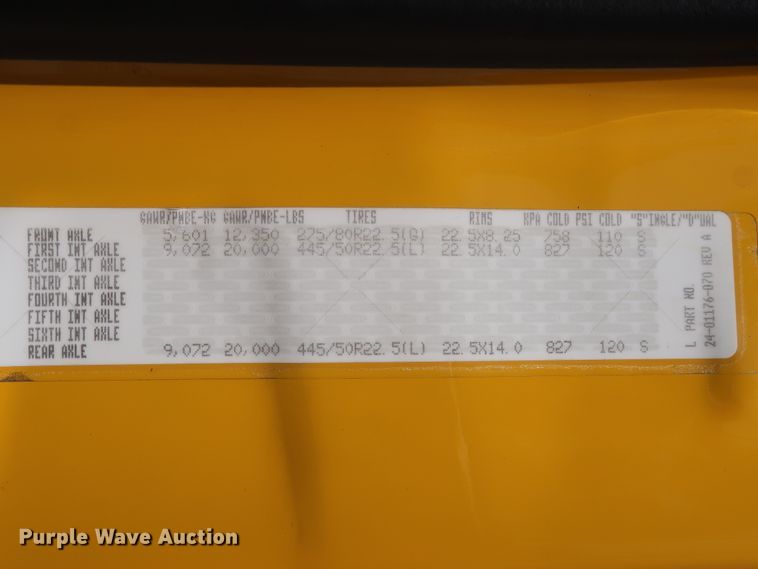 GAWR/PNBE-KG GAWR/PNBE-LBS TIRES RIMS KPA COLD PSI COLD "S"INGLE/"D"UAL
FRONT AXLE 5,601 12,350 275/80R22.5(G) 22.5X8.25 758 110 S
FIRST INT AXLE 9,072 20,000 445/50R22.5(L) 22.5X14.0 827 120 S
SECOND INT AXLE
THIRD INT AXLE
FOURTH INT AXLE
FIFTH INT AXLE
SIXTH INT AXLE
REAR AXLE 9,072 20,000 445/50R22.5(L) 22.5X14.0 827 120 S
L PART NO.
24-01176-070 REV A
Purple Wave Auction